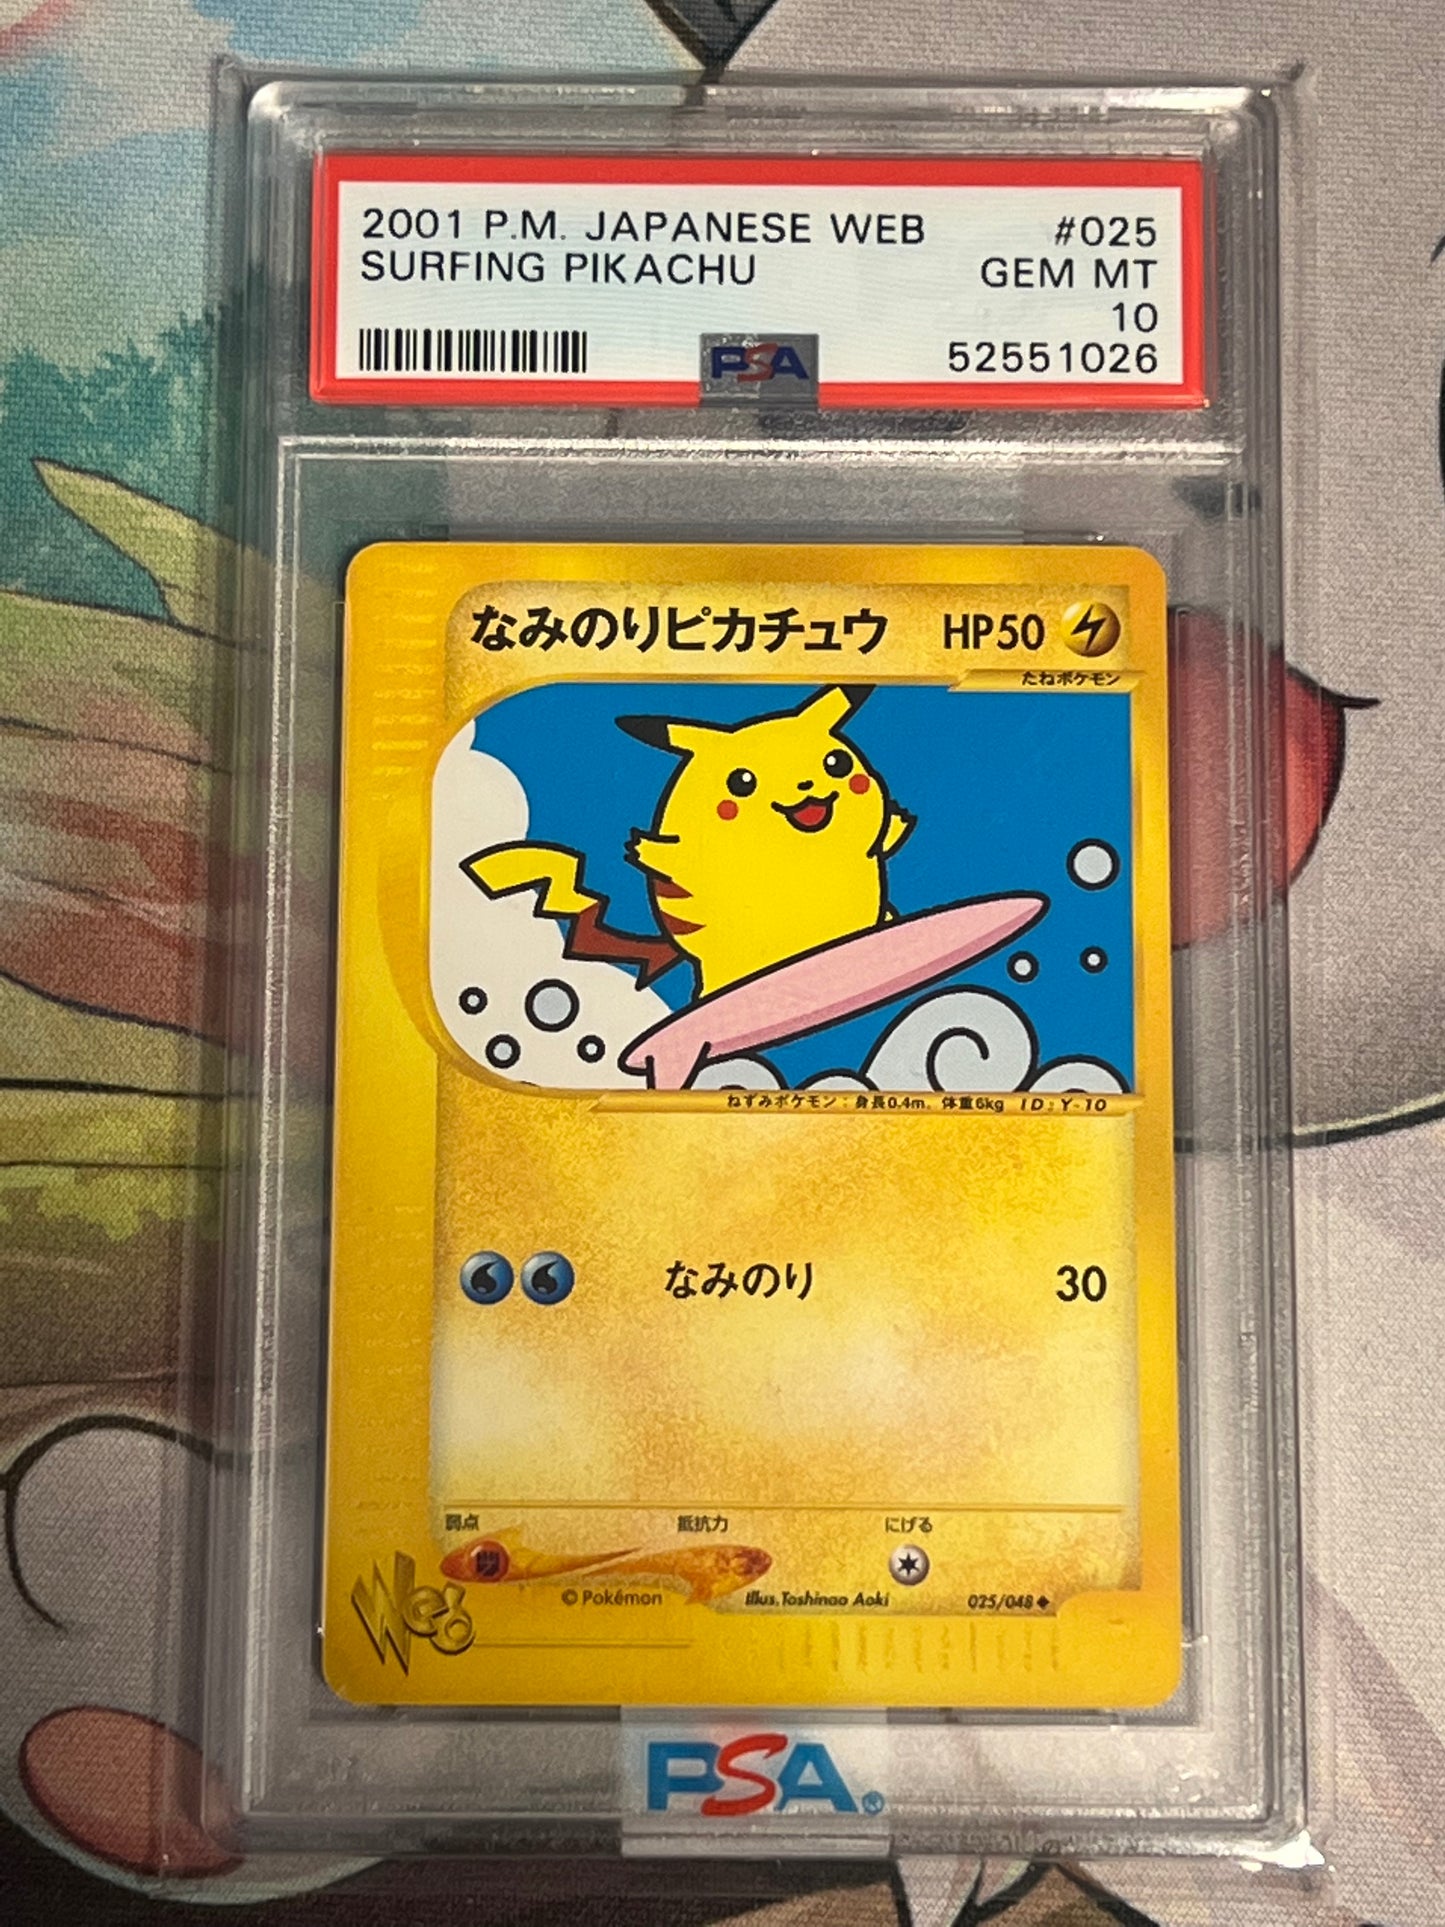 2001 P.M. JAPANESE WEB #025
SURFING PIKACHU GEM MT
10
PSA 52551026
なみのりピカチュウ HP50
たねポケモン
ねずみポケモン：身長0.4m、体重6kg ID:Y-10
なみのり 30
弱点 抵抗力 にげる
©Pokémon Illus.Toshinao Aoki 025/048◆
Web
PSA®